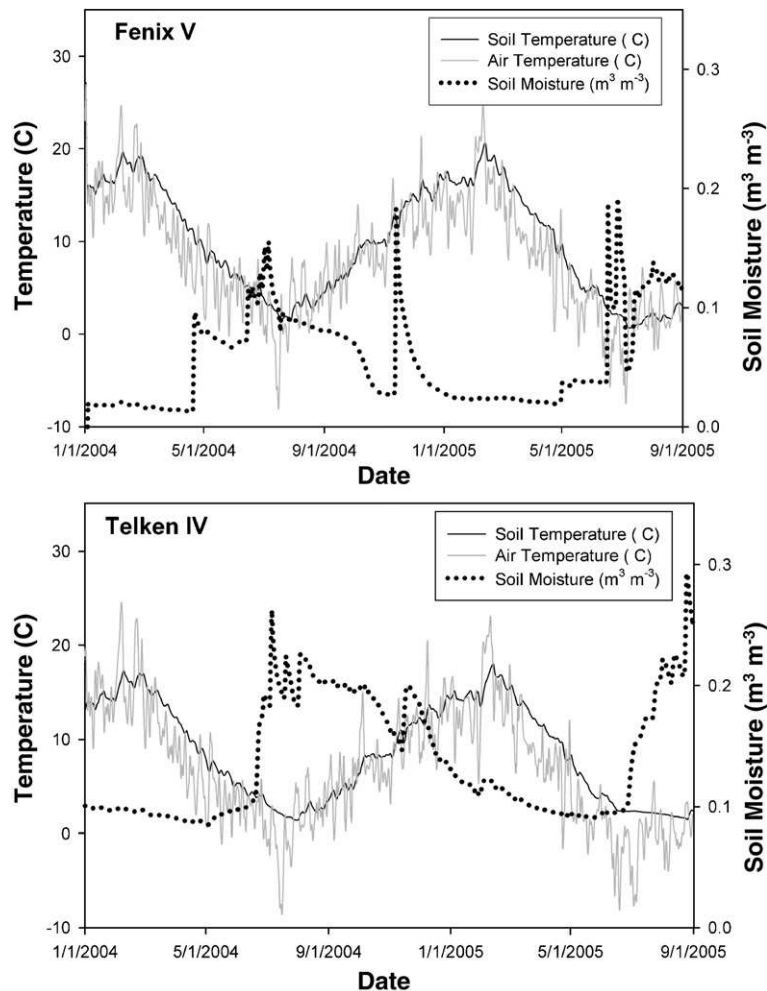 Fenix V
Soil Temperature ( C)
Air Temperature ( C)
Soil Moisture (m³ m⁻³)
30
20
10
0
-10
Temperature (C)
0.3
0.2
0.1
0.0
Soil Moisture (m³ m⁻³)
1/1/2004 5/1/2004 9/1/2004 1/1/2005 5/1/2005 9/1/2005
Date
Telken IV
Soil Temperature ( C)
Air Temperature ( C)
Soil Moisture (m³ m⁻³)
30
20
10
0
-10
Temperature (C)
0.3
0.2
0.1
0.0
Soil Moisture (m³ m⁻³)
1/1/2004 5/1/2004 9/1/2004 1/1/2005 5/1/2005 9/1/2005
Date